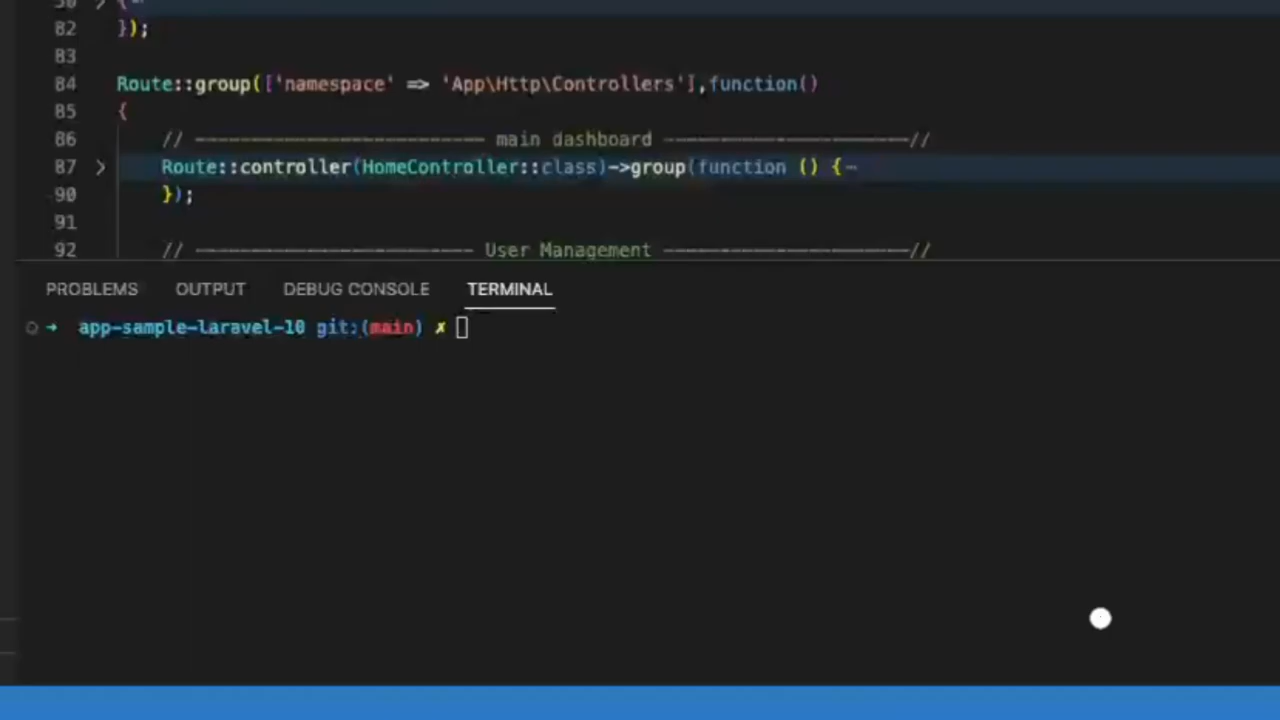 50 > {
82 });
83
84 Route::group(['namespace' => 'App\Http\Controllers'],function()
85 {
86 // -------------------------- main dashboard ----------------------//
87 > Route::controller(HomeController::class)->group(function () {
90 });
91
92 // ------------------------- User Management ----------------------//
PROBLEMS OUTPUT DEBUG CONSOLE TERMINAL
➜ app-sample-laravel-10 git:(main) ✗